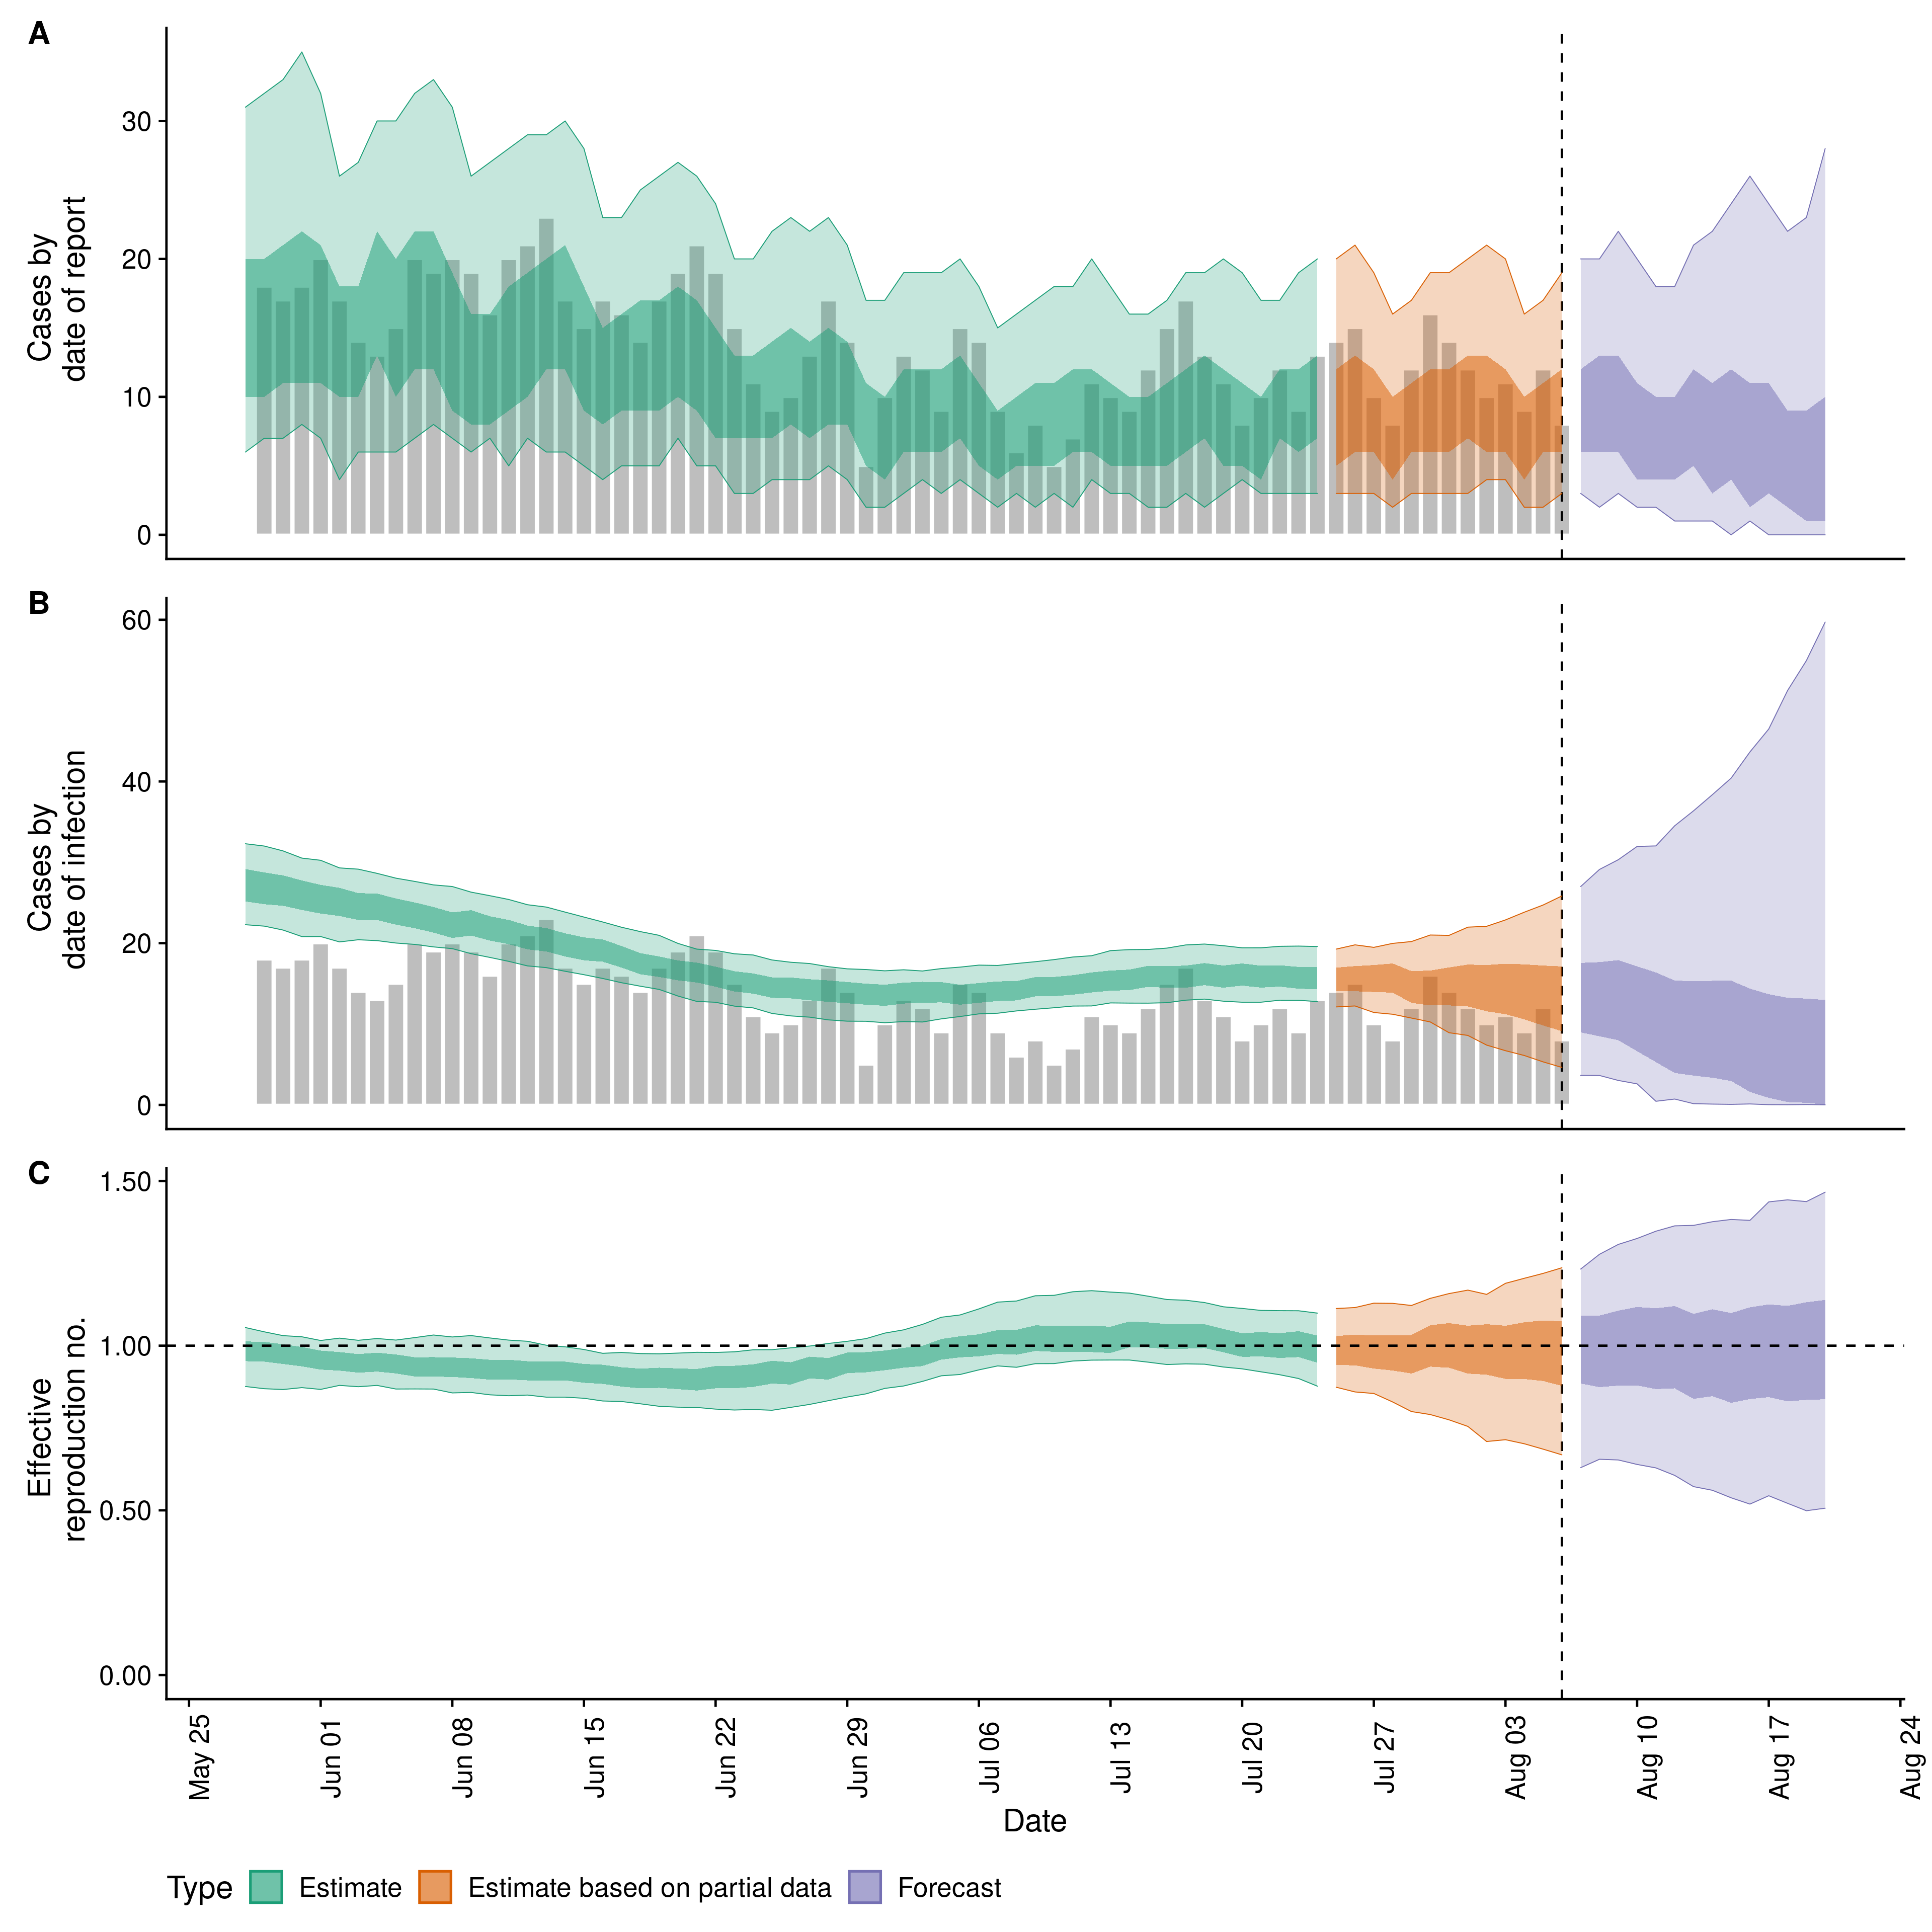 A
Cases by
date of report
30
20
10
0
B
Cases by
date of infection
60
40
20
0
C
Effective
reproduction no.
1.50
1.00
0.50
0.00
May 25
Jun 01
Jun 08
Jun 15
Jun 22
Jun 29
Jul 06
Jul 13
Jul 20
Jul 27
Aug 03
Aug 10
Aug 17
Aug 24
Date
Type Estimate Estimate based on partial data Forecast